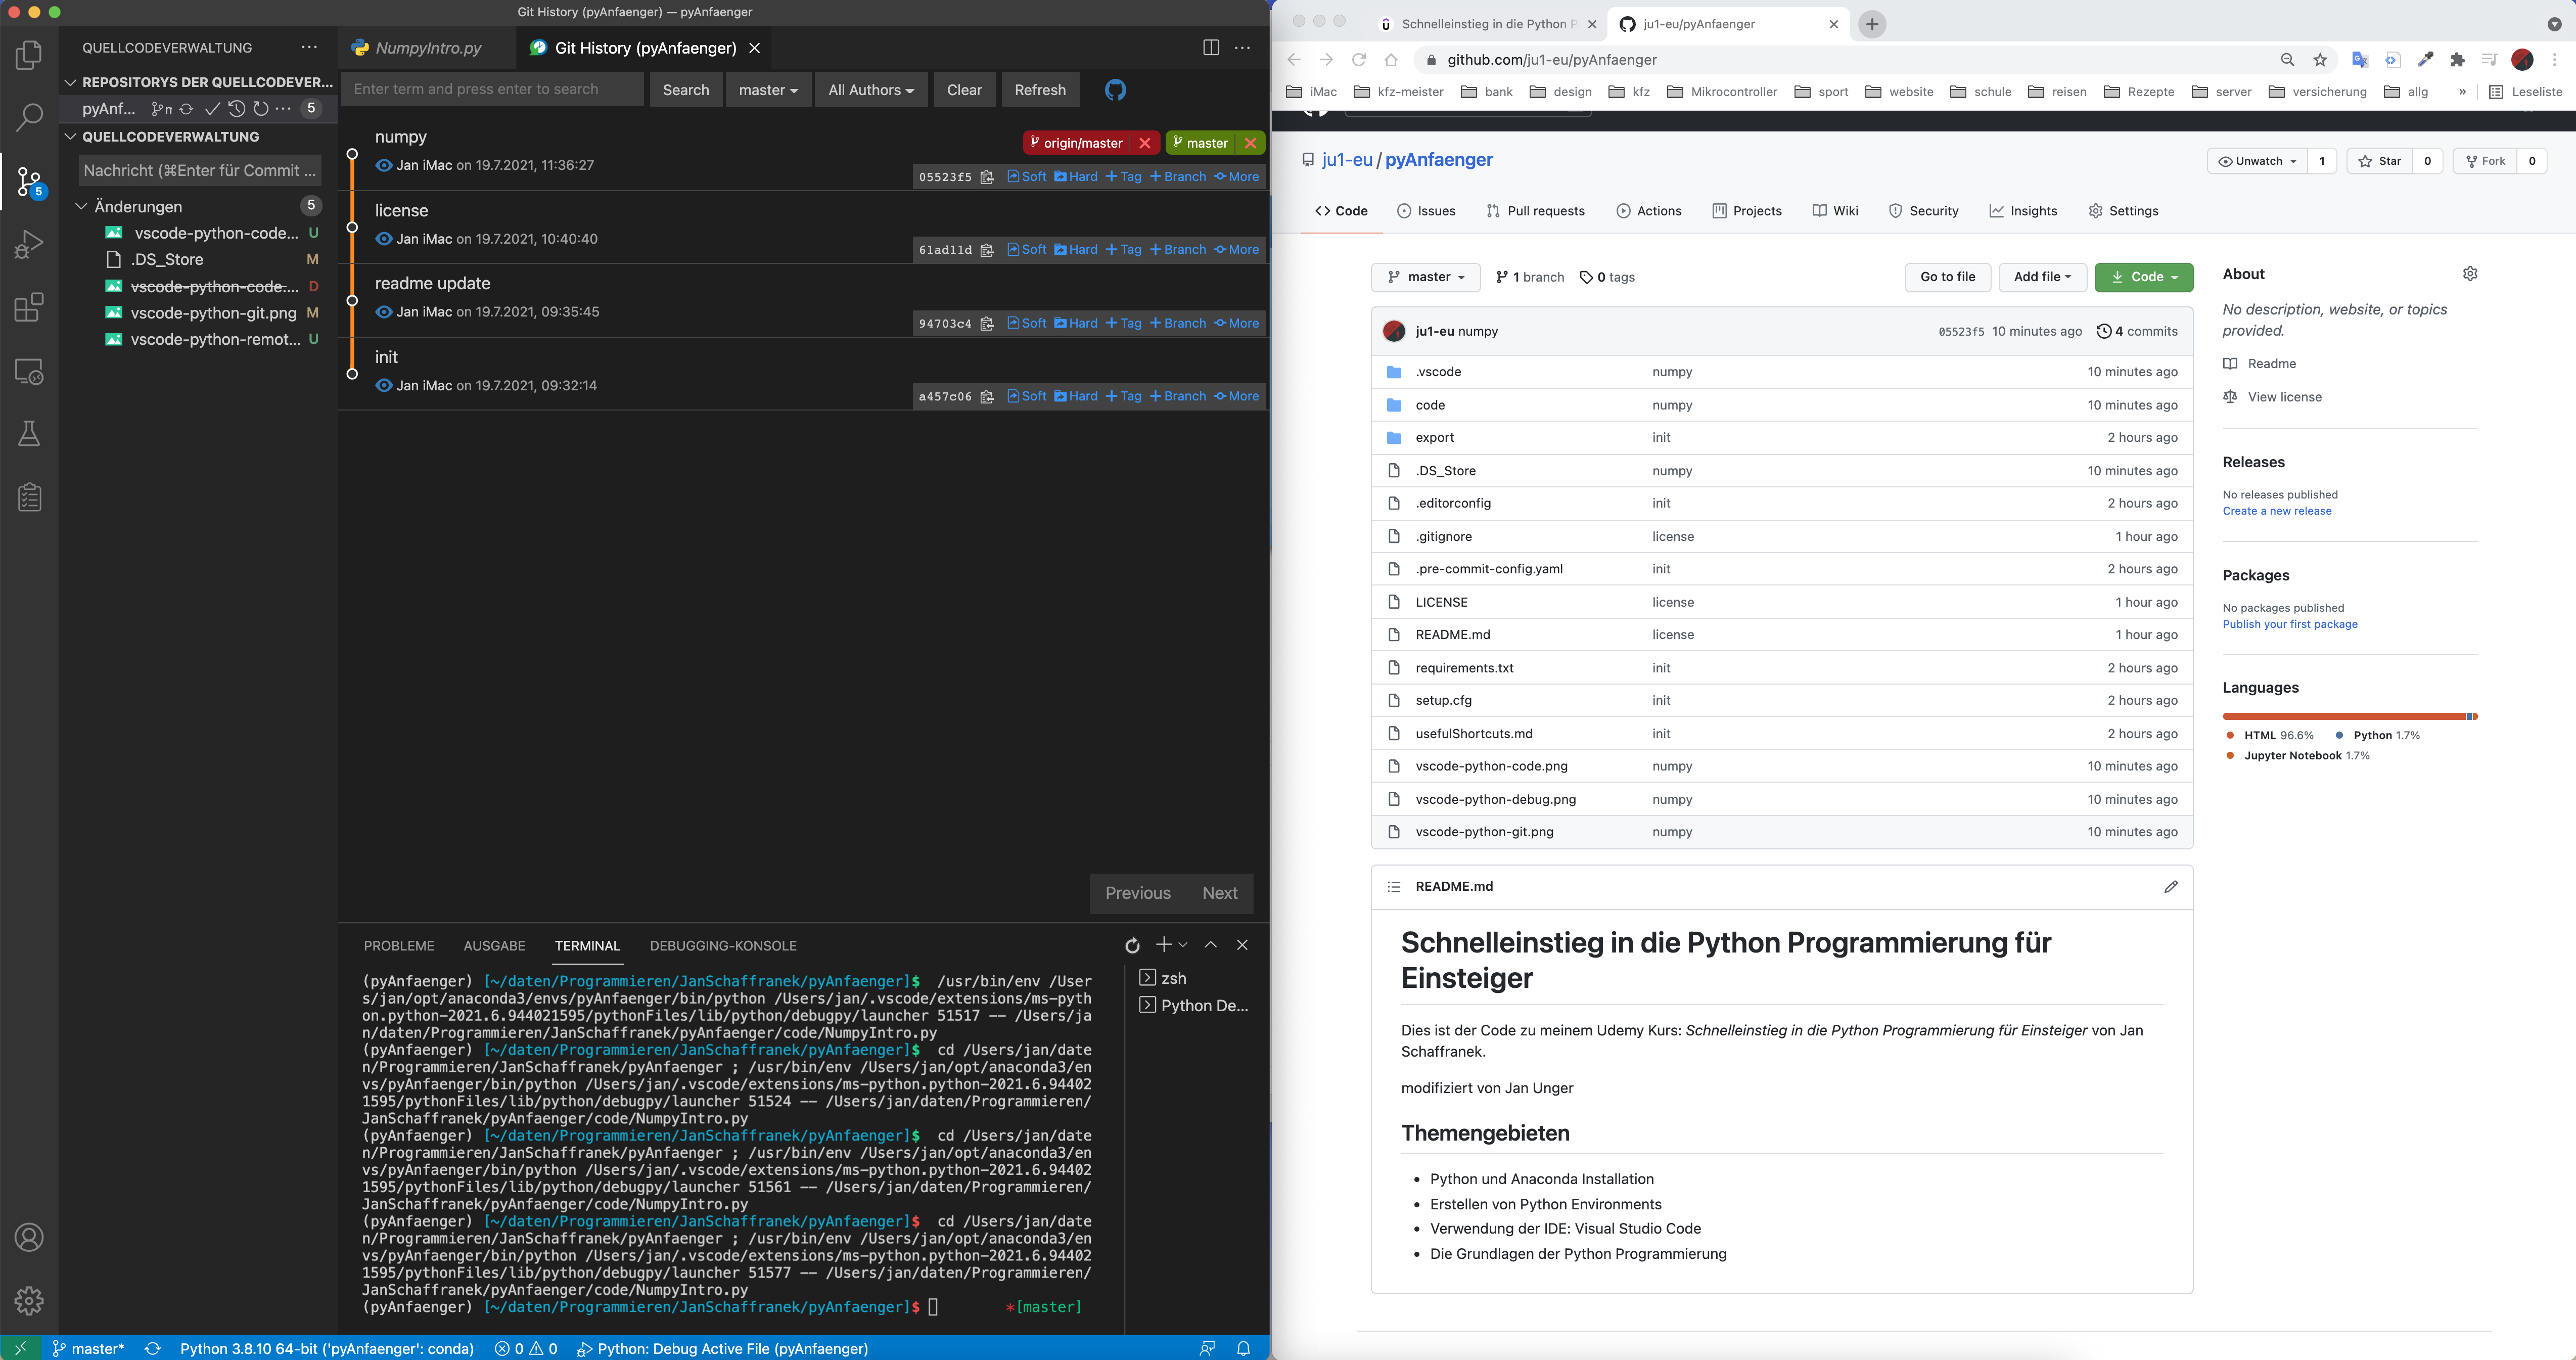 Git History (pyAnfaenger) — pyAnfaenger
QUELLCODEVERWALTUNG
REPOSITORYS DER QUELLCODEVER...
pyAnf...
5
QUELLCODEVERWALTUNG
Nachricht (⌘Enter für Commit ...
Änderungen 5
vscode-python-code... U
.DS_Store M
vscode-python-code.... D
vscode-python-git.png M
vscode-python-remot... U
5
NumpyIntro.py
Git History (pyAnfaenger)
Enter term and press enter to search
Search
master
All Authors
Clear
Refresh
numpy
origin/master
master
Jan iMac on 19.7.2021, 11:36:27
05523f5 Soft Hard Tag Branch More
license
Jan iMac on 19.7.2021, 10:40:40
61ad11d Soft Hard Tag Branch More
readme update
Jan iMac on 19.7.2021, 09:35:45
94703c4 Soft Hard Tag Branch More
init
Jan iMac on 19.7.2021, 09:32:14
a457c06 Soft Hard Tag Branch More
Previous Next
PROBLEME AUSGABE TERMINAL DEBUGGING-KONSOLE
(pyAnfaenger) [~/daten/Programmieren/JanSchaffranek/pyAnfaenger]$ /usr/bin/env /User
s/jan/opt/anaconda3/envs/pyAnfaenger/bin/python /Users/jan/.vscode/extensions/ms-pyth
on.python-2021.6.944021595/pythonFiles/lib/python/debugpy/launcher 51517 -- /Users/ja
n/daten/Programmieren/JanSchaffranek/pyAnfaenger/code/NumpyIntro.py
(pyAnfaenger) [~/daten/Programmieren/JanSchaffranek/pyAnfaenger]$ cd /Users/jan/date
n/Programmieren/JanSchaffranek/pyAnfaenger ; /usr/bin/env /Users/jan/opt/anaconda3/en
vs/pyAnfaenger/bin/python /Users/jan/.vscode/extensions/ms-python.python-2021.6.94402
1595/pythonFiles/lib/python/debugpy/launcher 51524 -- /Users/jan/daten/Programmieren/
JanSchaffranek/pyAnfaenger/code/NumpyIntro.py
(pyAnfaenger) [~/daten/Programmieren/JanSchaffranek/pyAnfaenger]$ cd /Users/jan/date
n/Programmieren/JanSchaffranek/pyAnfaenger ; /usr/bin/env /Users/jan/opt/anaconda3/en
vs/pyAnfaenger/bin/python /Users/jan/.vscode/extensions/ms-python.python-2021.6.94402
1595/pythonFiles/lib/python/debugpy/launcher 51561 -- /Users/jan/daten/Programmieren/
JanSchaffranek/pyAnfaenger/code/NumpyIntro.py
(pyAnfaenger) [~/daten/Programmieren/JanSchaffranek/pyAnfaenger]$ cd /Users/jan/date
n/Programmieren/JanSchaffranek/pyAnfaenger ; /usr/bin/env /Users/jan/opt/anaconda3/en
vs/pyAnfaenger/bin/python /Users/jan/.vscode/extensions/ms-python.python-2021.6.94402
1595/pythonFiles/lib/python/debugpy/launcher 51577 -- /Users/jan/daten/Programmieren/
JanSchaffranek/pyAnfaenger/code/NumpyIntro.py
(pyAnfaenger) [~/daten/Programmieren/JanSchaffranek/pyAnfaenger]$ *[master]
zsh
Python De...
master* Python 3.8.10 64-bit ('pyAnfaenger': conda) 0 0 Python: Debug Active File (pyAnfaenger)
Schnelleinstieg in die Python P
ju1-eu/pyAnfaenger
github.com/ju1-eu/pyAnfaenger
iMac kfz-meister bank design kfz Mikrocontroller sport website schule reisen Rezepte server versicherung allg » Leseliste
ju1-eu / pyAnfaenger
Unwatch 1 Star 0 Fork 0
Code Issues Pull requests Actions Projects Wiki Security Insights Settings
master 1 branch 0 tags
Go to file Add file Code
ju1-eu numpy 05523f5 10 minutes ago 4 commits
.vscode numpy 10 minutes ago
code numpy 10 minutes ago
export init 2 hours ago
.DS_Store numpy 10 minutes ago
.editorconfig init 2 hours ago
.gitignore license 1 hour ago
.pre-commit-config.yaml init 2 hours ago
LICENSE license 1 hour ago
README.md license 1 hour ago
requirements.txt init 2 hours ago
setup.cfg init 2 hours ago
usefulShortcuts.md init 2 hours ago
vscode-python-code.png numpy 10 minutes ago
vscode-python-debug.png numpy 10 minutes ago
vscode-python-git.png numpy 10 minutes ago
README.md
Schnelleinstieg in die Python Programmierung für
Einsteiger
Dies ist der Code zu meinem Udemy Kurs: Schnelleinstieg in die Python Programmierung für Einsteiger von Jan
Schaffranek.
modifiziert von Jan Unger
Themengebieten
• Python und Anaconda Installation
• Erstellen von Python Environments
• Verwendung der IDE: Visual Studio Code
• Die Grundlagen der Python Programmierung
About
No description, website, or topics
provided.
Readme
View license
Releases
No releases published
Create a new release
Packages
No packages published
Publish your first package
Languages
HTML 96.6% Python 1.7%
Jupyter Notebook 1.7%